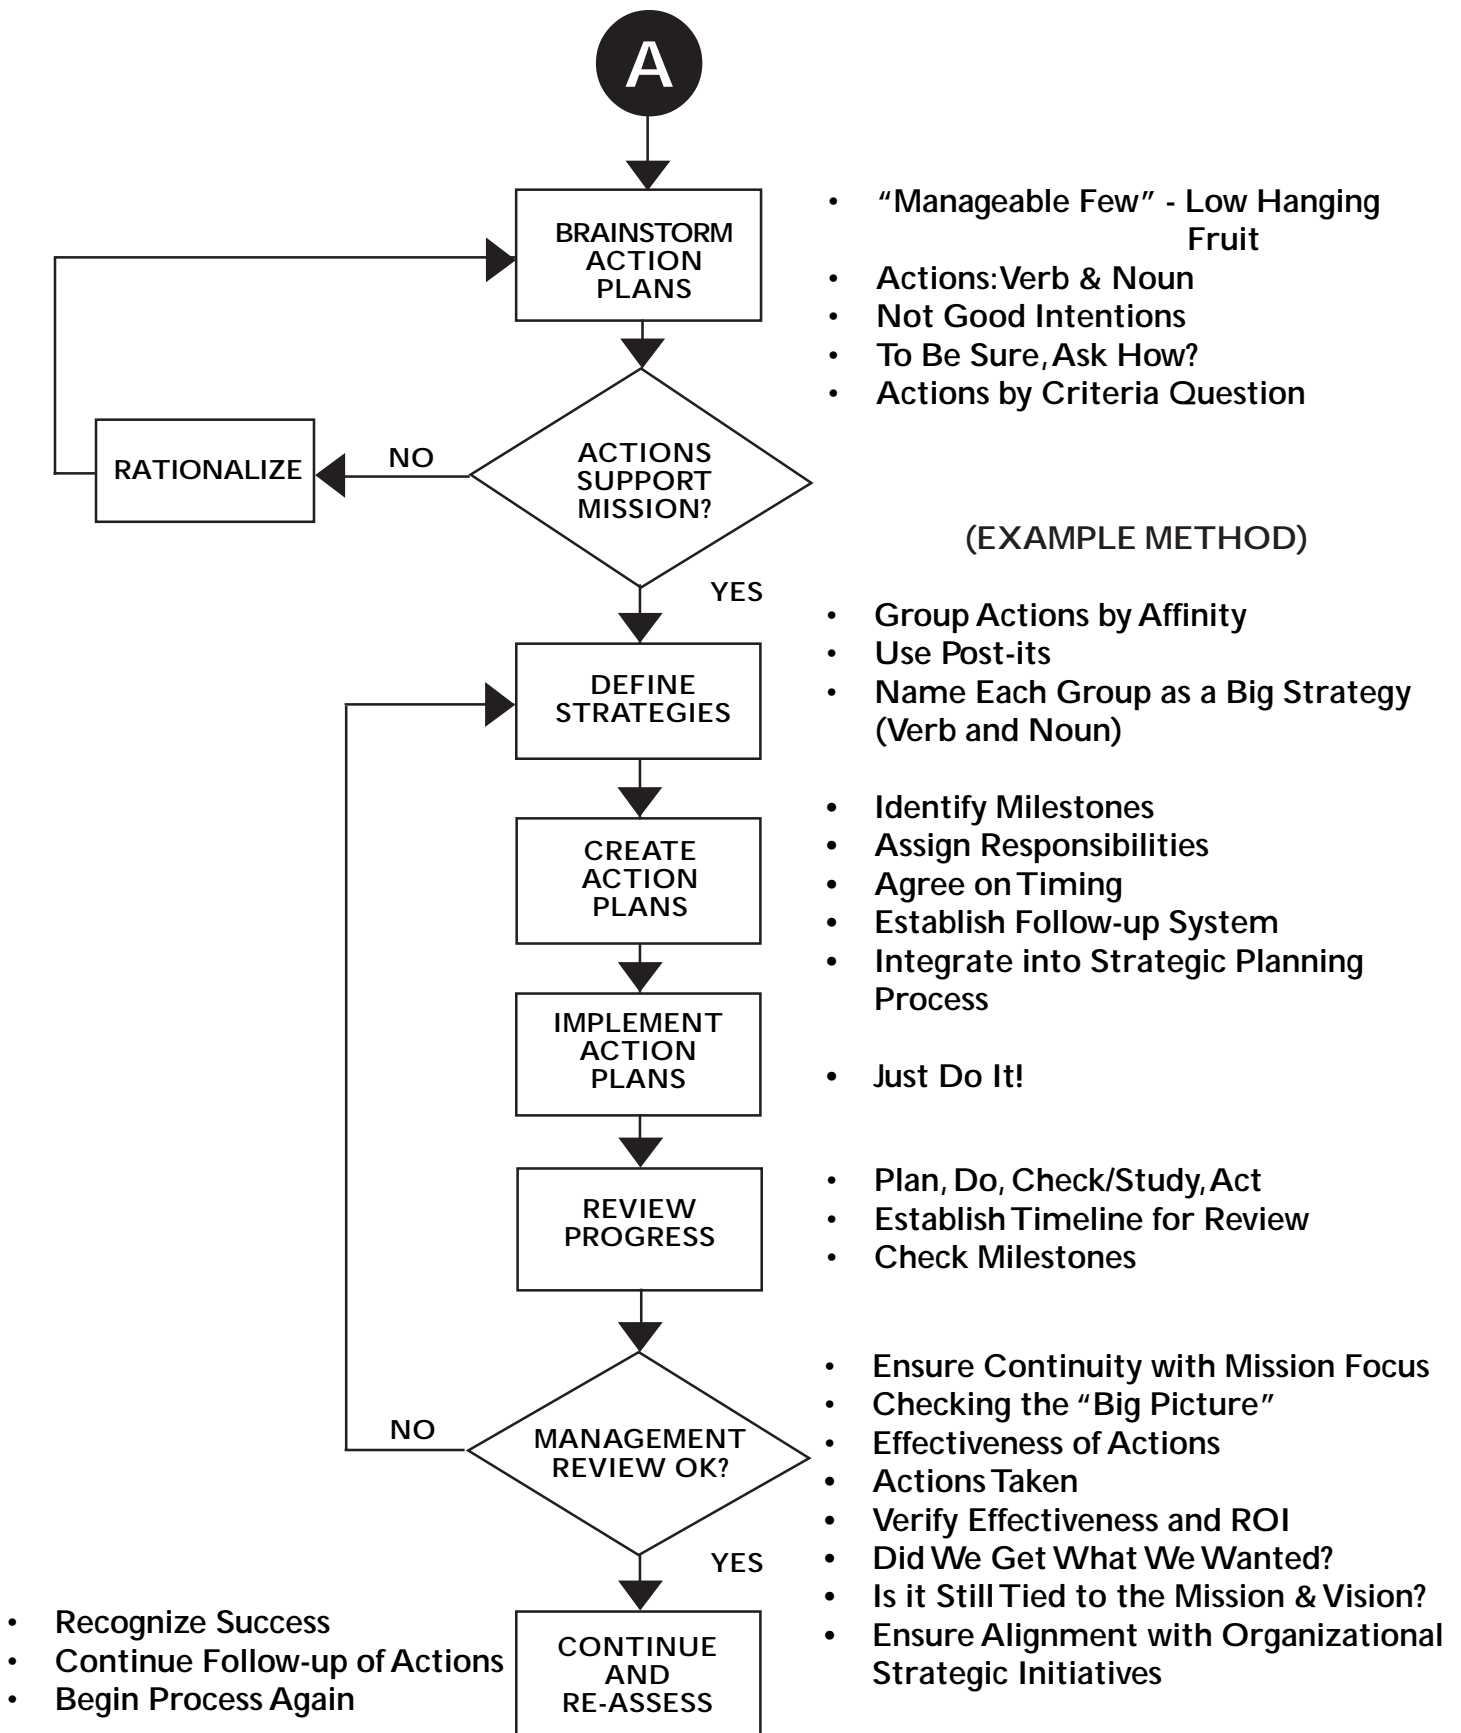 A
BRAINSTORM
ACTION
PLANS
• "Manageable Few" - Low Hanging
Fruit
• Actions: Verb & Noun
• Not Good Intentions
• To Be Sure, Ask How?
• Actions by Criteria Question
RATIONALIZE
NO
ACTIONS
SUPPORT
MISSION?
YES
(EXAMPLE METHOD)
DEFINE
STRATEGIES
• Group Actions by Affinity
• Use Post-its
• Name Each Group as a Big Strategy
(Verb and Noun)
CREATE
ACTION
PLANS
• Identify Milestones
• Assign Responsibilities
• Agree on Timing
• Establish Follow-up System
• Integrate into Strategic Planning
Process
IMPLEMENT
ACTION
PLANS
• Just Do It!
REVIEW
PROGRESS
• Plan, Do, Check/Study, Act
• Establish Timeline for Review
• Check Milestones
NO
MANAGEMENT
REVIEW OK?
YES
• Ensure Continuity with Mission Focus
• Checking the "Big Picture"
• Effectiveness of Actions
• Actions Taken
• Verify Effectiveness and ROI
• Did We Get What We Wanted?
• Is it Still Tied to the Mission & Vision?
• Ensure Alignment with Organizational
Strategic Initiatives
• Recognize Success
• Continue Follow-up of Actions
• Begin Process Again
CONTINUE
AND
RE-ASSESS